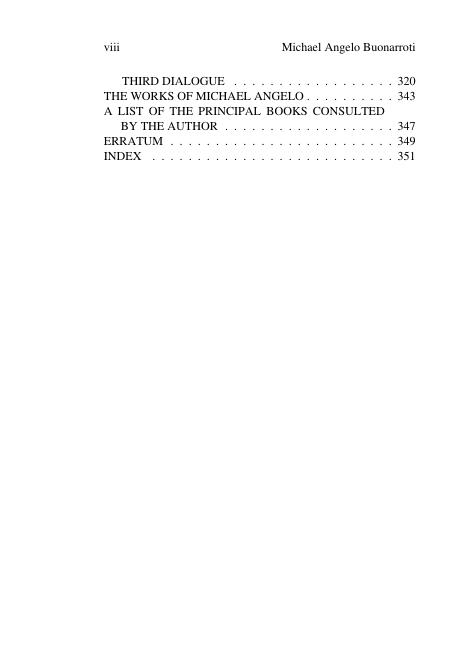 viii Michael Angelo Buonarroti
THIRD DIALOGUE . . . . . . . . . . . . . . . . . . 320
THE WORKS OF MICHAEL ANGELO . . . . . . . . . . 343
A LIST OF THE PRINCIPAL BOOKS CONSULTED
BY THE AUTHOR . . . . . . . . . . . . . . . . . . . 347
ERRATUM . . . . . . . . . . . . . . . . . . . . . . . . . 349
INDEX . . . . . . . . . . . . . . . . . . . . . . . . . . . 351